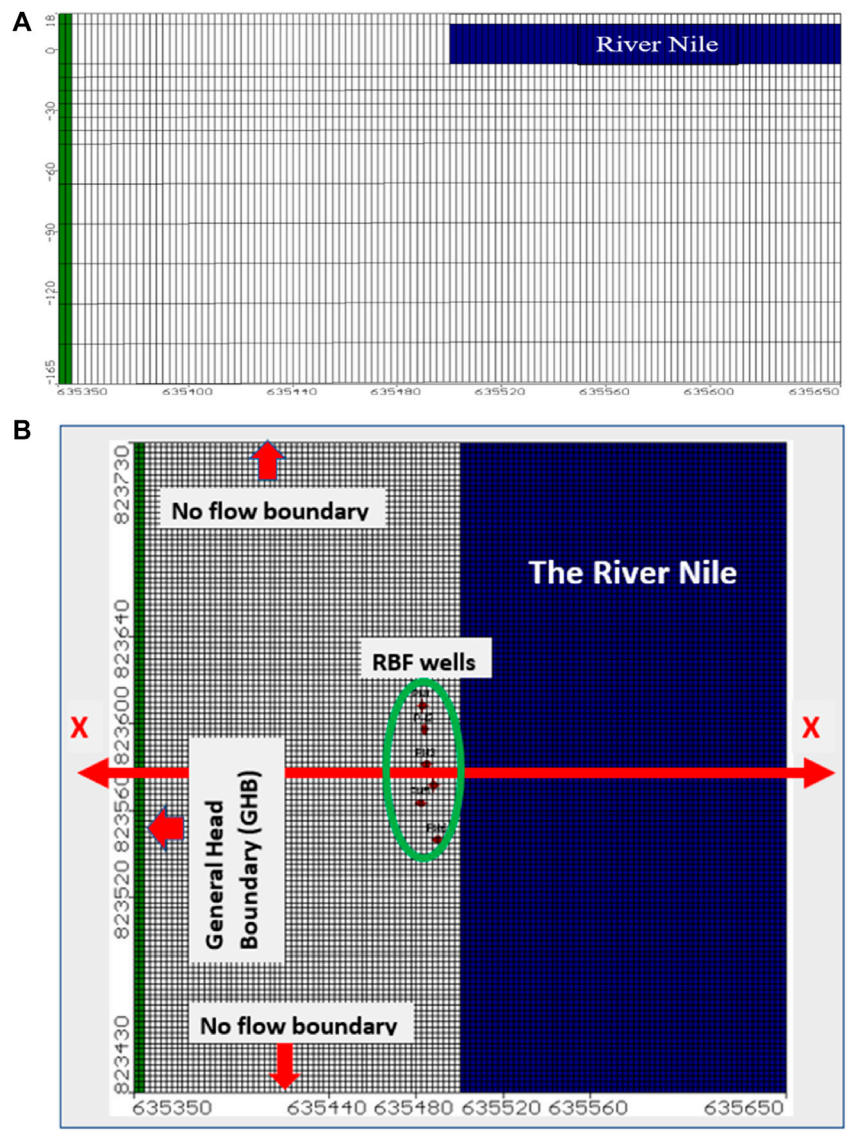 A
18
0
-30
-60
-90
-120
-165
River Nile
635350 635400 635440 635480 635520 635560 635600 635650
B
823730
823640
823600
823560
823520
823430
No flow boundary
The River Nile
RBF wells
X
X
General Head
Boundary (GHB)
No flow boundary
635350 635440 635480 635520 635560 635650